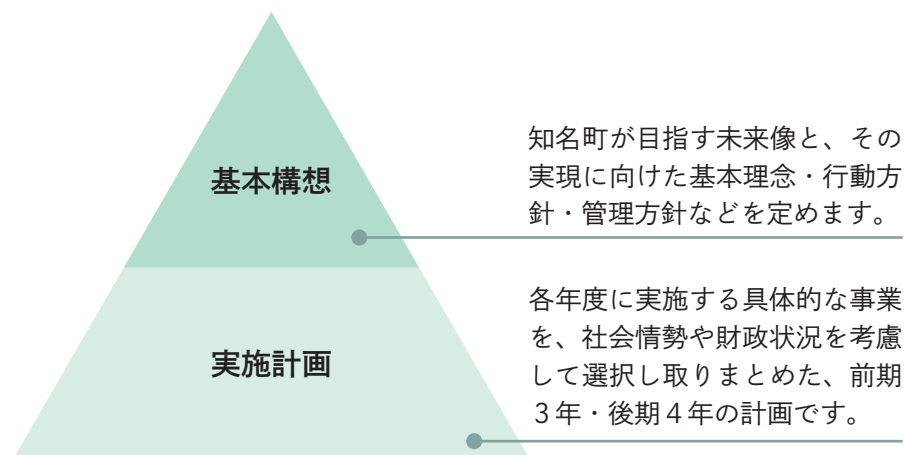 基本構想
知名町が目指す未来像と、その
実現に向けた基本理念・行動方
針・管理方針などを定めます。
実施計画
各年度に実施する具体的な事業
を、社会情勢や財政状況を考慮
して選択し取りまとめた、前期
３年・後期４年の計画です。